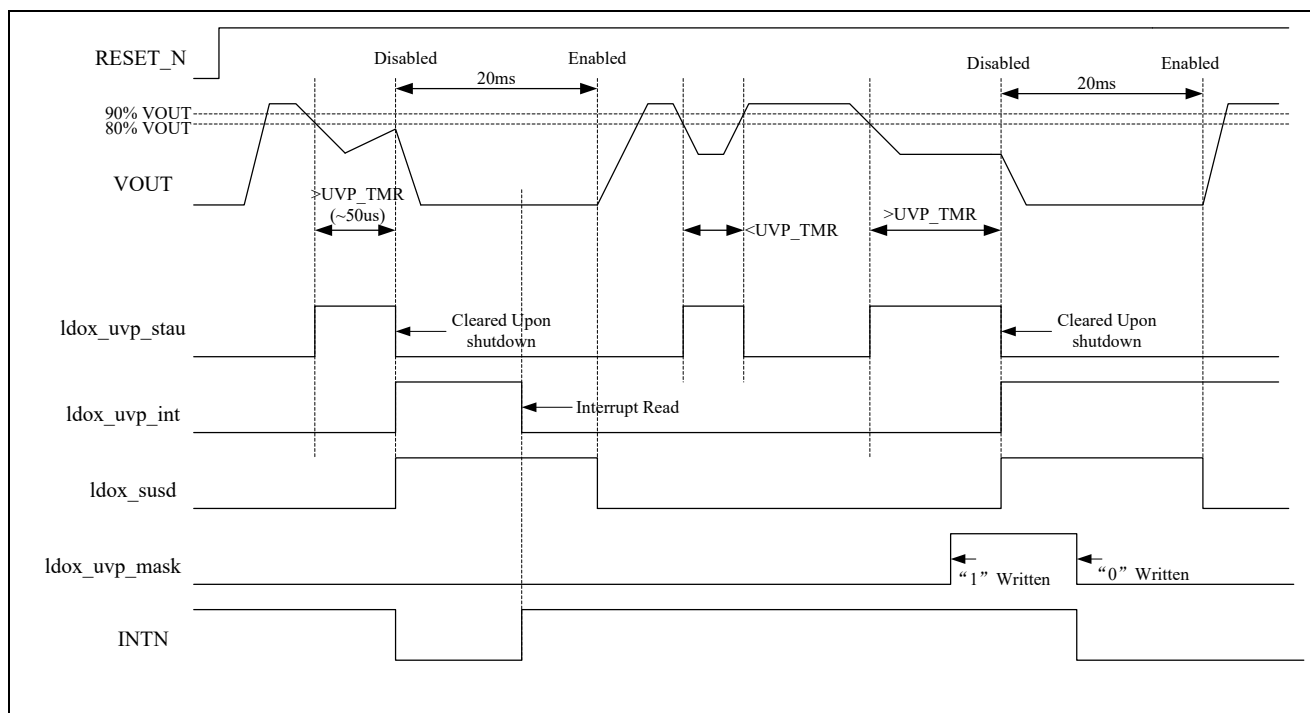 RESET_N
Disabled
Enabled
Disabled
Enabled
20ms
20ms
90% VOUT
80% VOUT
VOUT
>UVP_TMR
(~50us)
<UVP_TMR
>UVP_TMR
ldox_uvp_stau
Cleared Upon
shutdown
Cleared Upon
shutdown
ldox_uvp_int
Interrupt Read
ldox_susd
ldox_uvp_mask
“1” Written
“0” Written
INTN